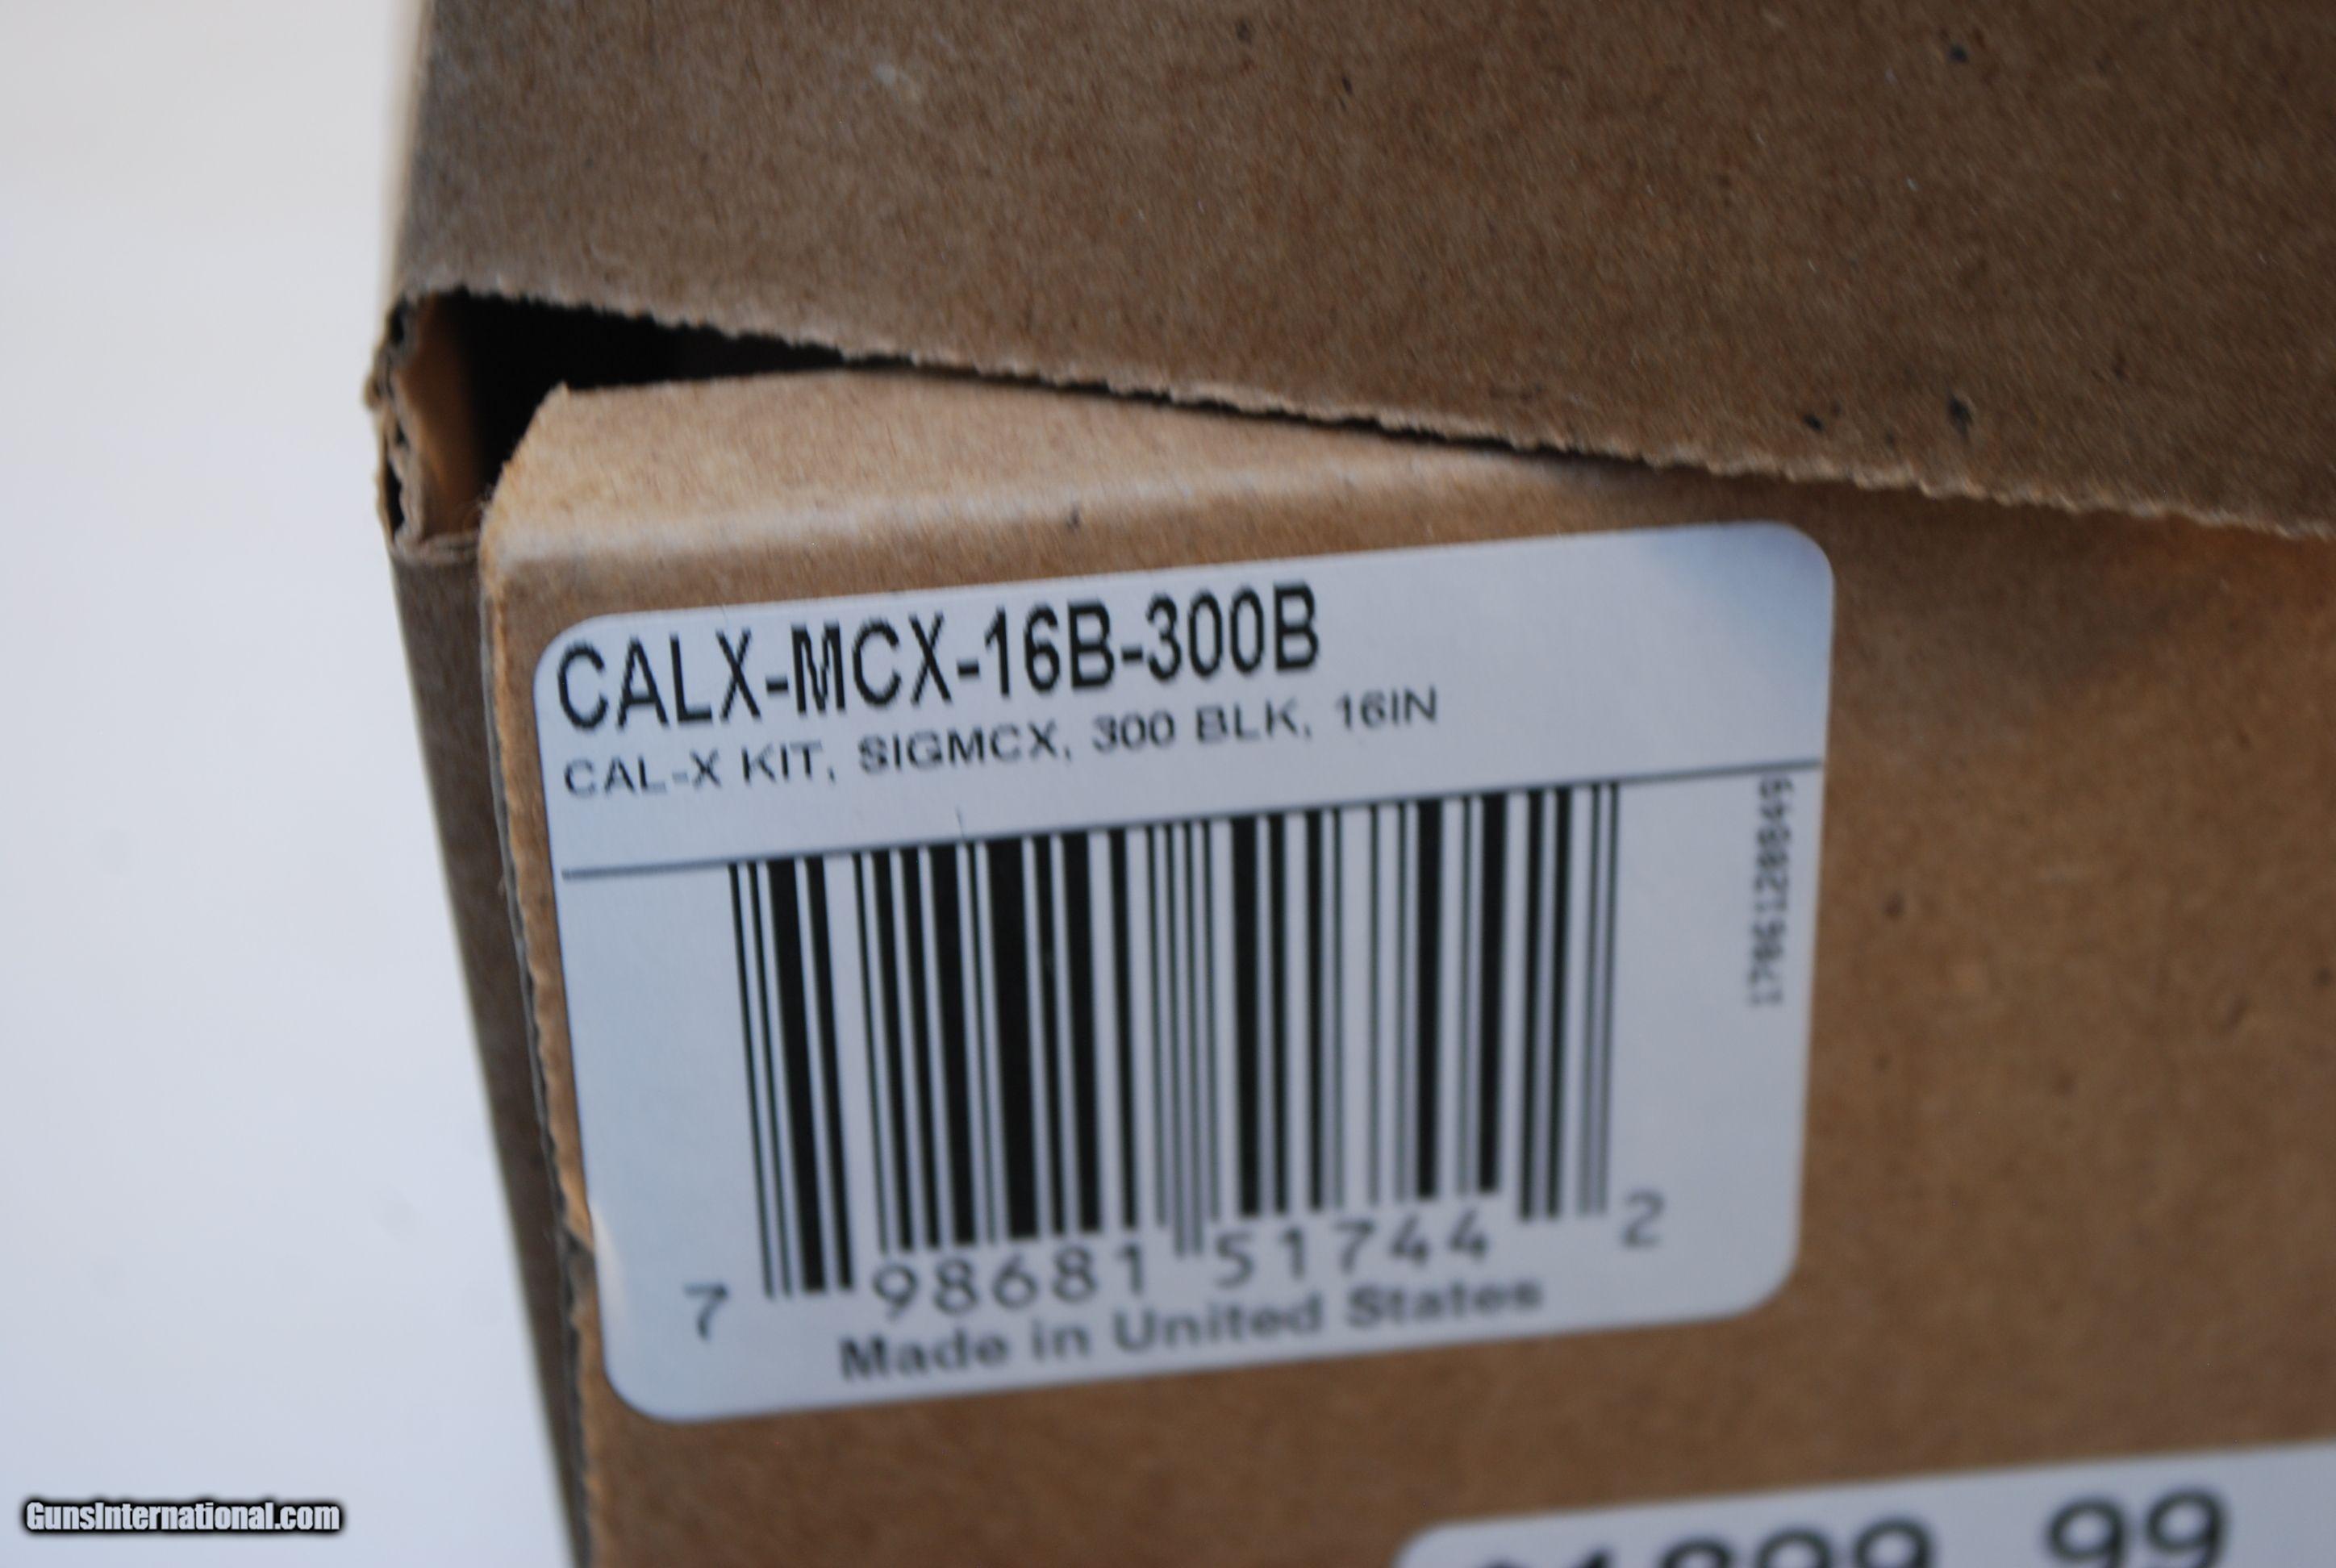 CALX-MCX-16B-300B
CAL-X KIT, SIGMCX, 300 BLK, 16IN
7 98681 51744 2
Made in United States
GunsInternational.com